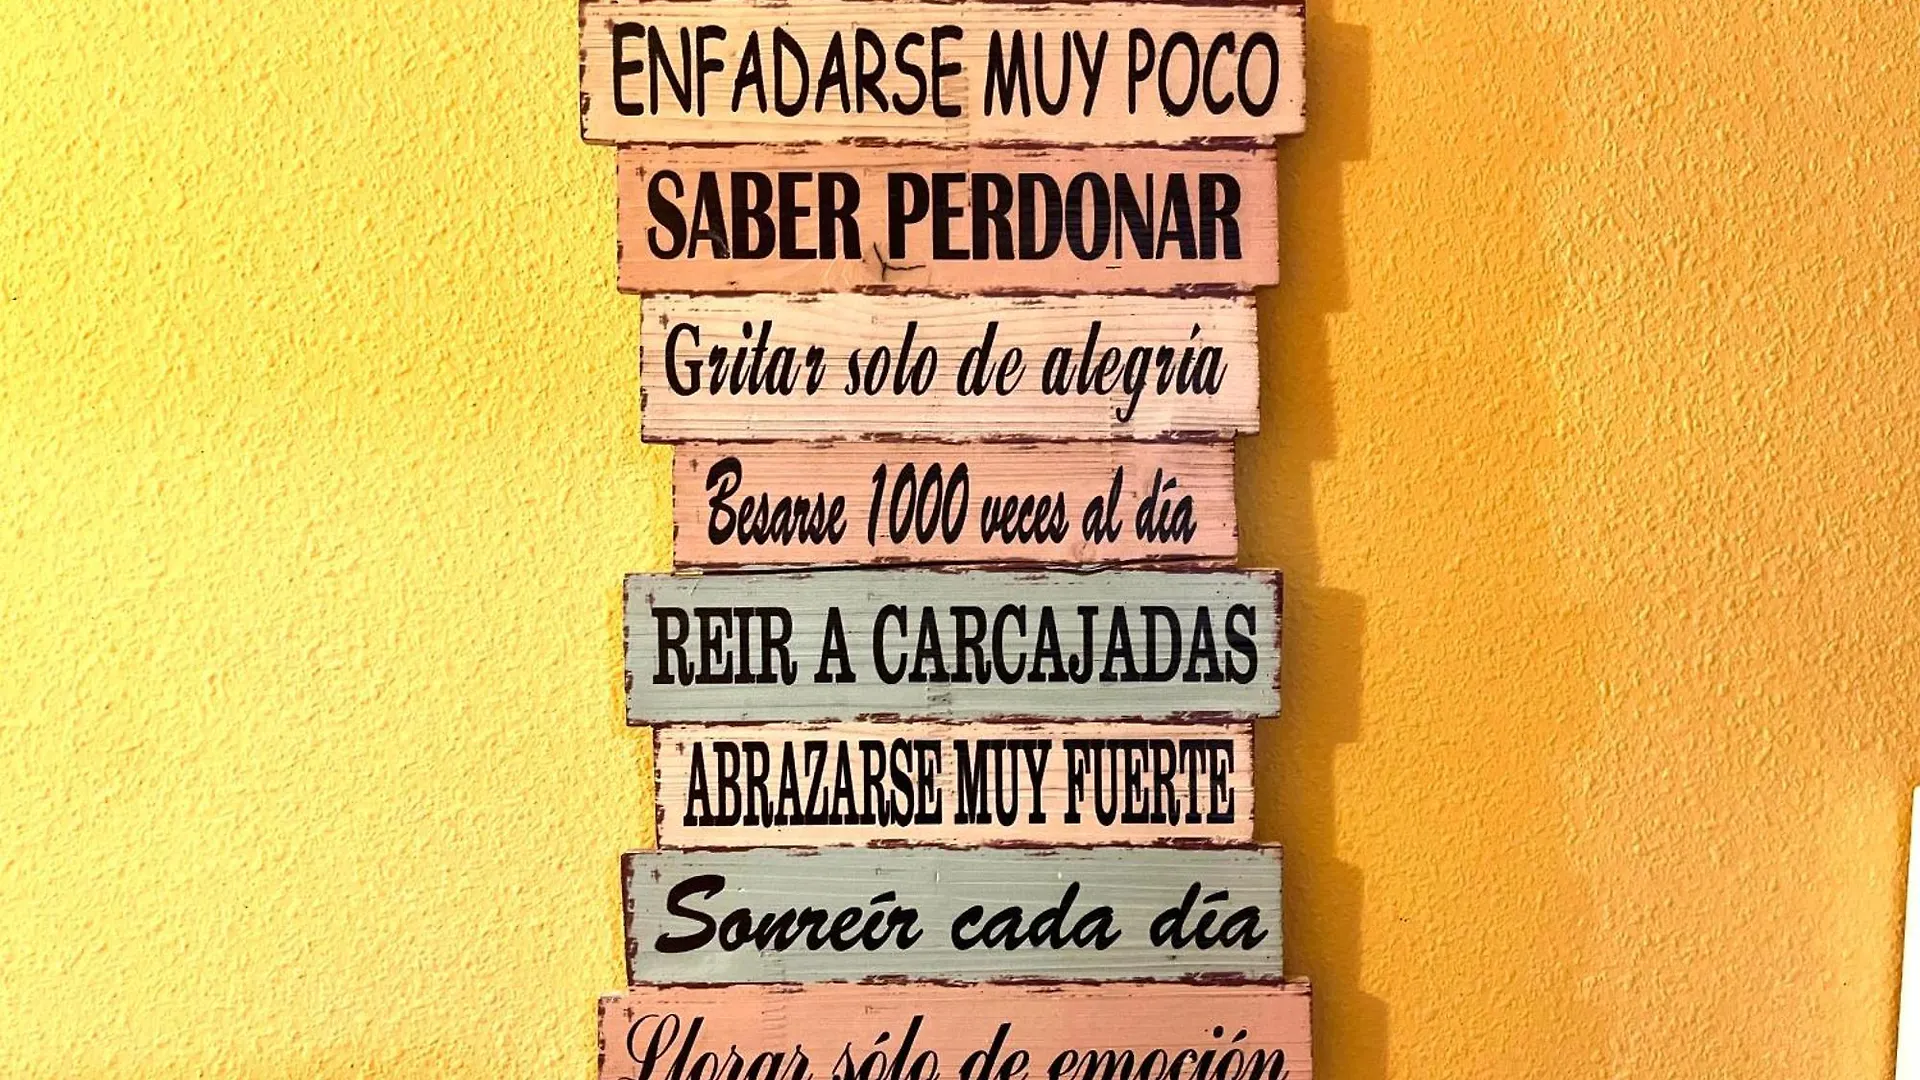 ENFADARSE MUY POCO
SABER PERDONAR
Gritar solo de alegría
Besarse 1000 veces al día
REIR A CARCAJADAS
ABRAZARSE MUY FUERTE
Sonreír cada día
Llorar sólo de emoción